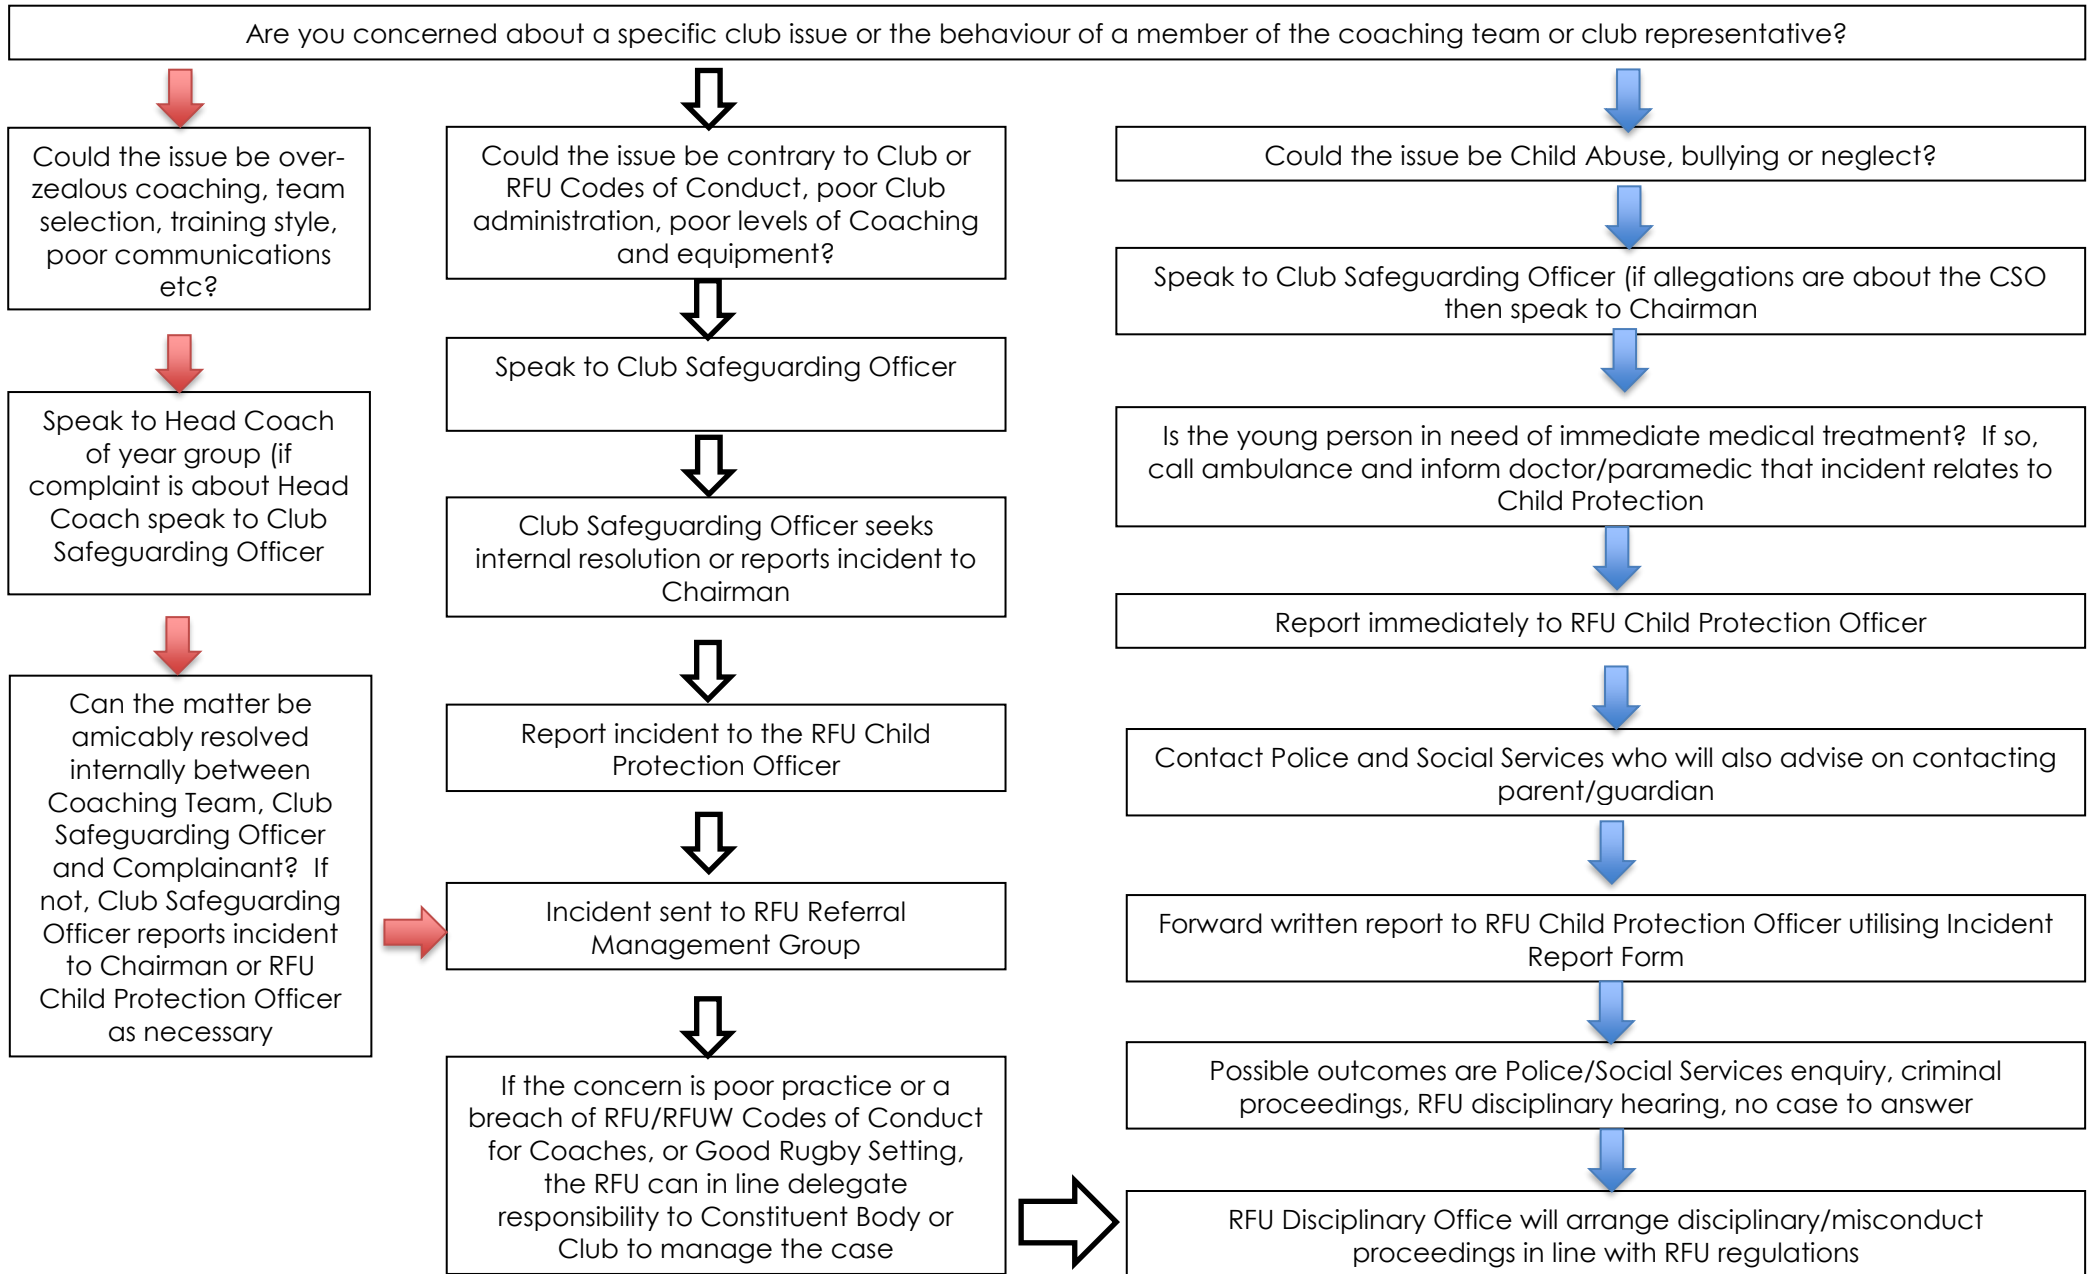 Are you concerned about a specific club issue or the behaviour of a member of the coaching team or club representative?
Could the issue be over-
zealous coaching, team
selection, training style,
poor communications
etc?
Speak to Head Coach
of year group (if
complaint is about Head
Coach speak to Club
Safeguarding Officer
Can the matter be
amicably resolved
internally between
Coaching Team, Club
Safeguarding Officer
and Complainant?  If
not, Club Safeguarding
Officer reports incident
to Chairman or RFU
Child Protection Officer
as necessary
Could the issue be contrary to Club or
RFU Codes of Conduct, poor Club
administration, poor levels of Coaching
and equipment?
Speak to Club Safeguarding Officer
Club Safeguarding Officer seeks
internal resolution or reports incident to
Chairman
Report incident to the RFU Child
Protection Officer
Incident sent to RFU Referral
Management Group
If the concern is poor practice or a
breach of RFU/RFUW Codes of Conduct
for Coaches, or Good Rugby Setting,
the RFU can in line delegate
responsibility to Constituent Body or
Club to manage the case
Could the issue be Child Abuse, bullying or neglect?
Speak to Club Safeguarding Officer (if allegations are about the CSO
then speak to Chairman
Is the young person in need of immediate medical treatment?  If so,
call ambulance and inform doctor/paramedic that incident relates to
Child Protection
Report immediately to RFU Child Protection Officer
Contact Police and Social Services who will also advise on contacting
parent/guardian
Forward written report to RFU Child Protection Officer utilising Incident
Report Form
Possible outcomes are Police/Social Services enquiry, criminal
proceedings, RFU disciplinary hearing, no case to answer
RFU Disciplinary Office will arrange disciplinary/misconduct
proceedings in line with RFU regulations